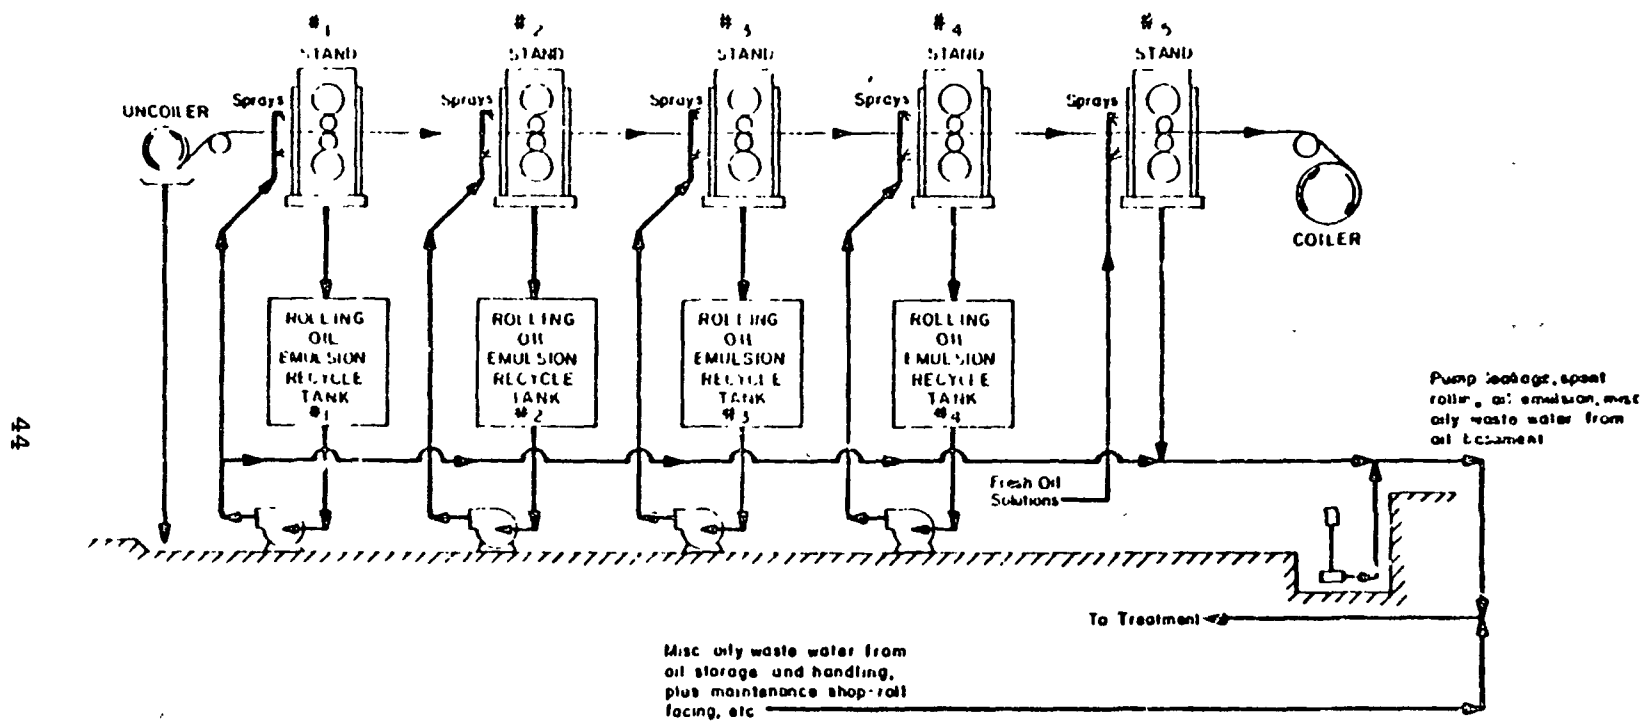 #1
STAND
#2
STAND
#3
STAND
#4
STAND
#5
STAND
UNCOILER
Sprays
Sprays
Sprays
Sprays
Sprays
COILER
ROLLING
OIL
EMULSION
RECYCLE
TANK
#1
ROLLING
OIL
EMULSION
RECYCLE
TANK
#2
ROLLING
OIL
EMULSION
RECYCLE
TANK
#3
ROLLING
OIL
EMULSION
RECYCLE
TANK
#4
Pump leakage, spent
rollin, oil emulsion, misc
oily waste water from
oil basement
44
Fresh Oil
Solutions
To Treatment
Misc oily waste water from
oil storage and handling,
plus maintenance shop-roll
facing, etc